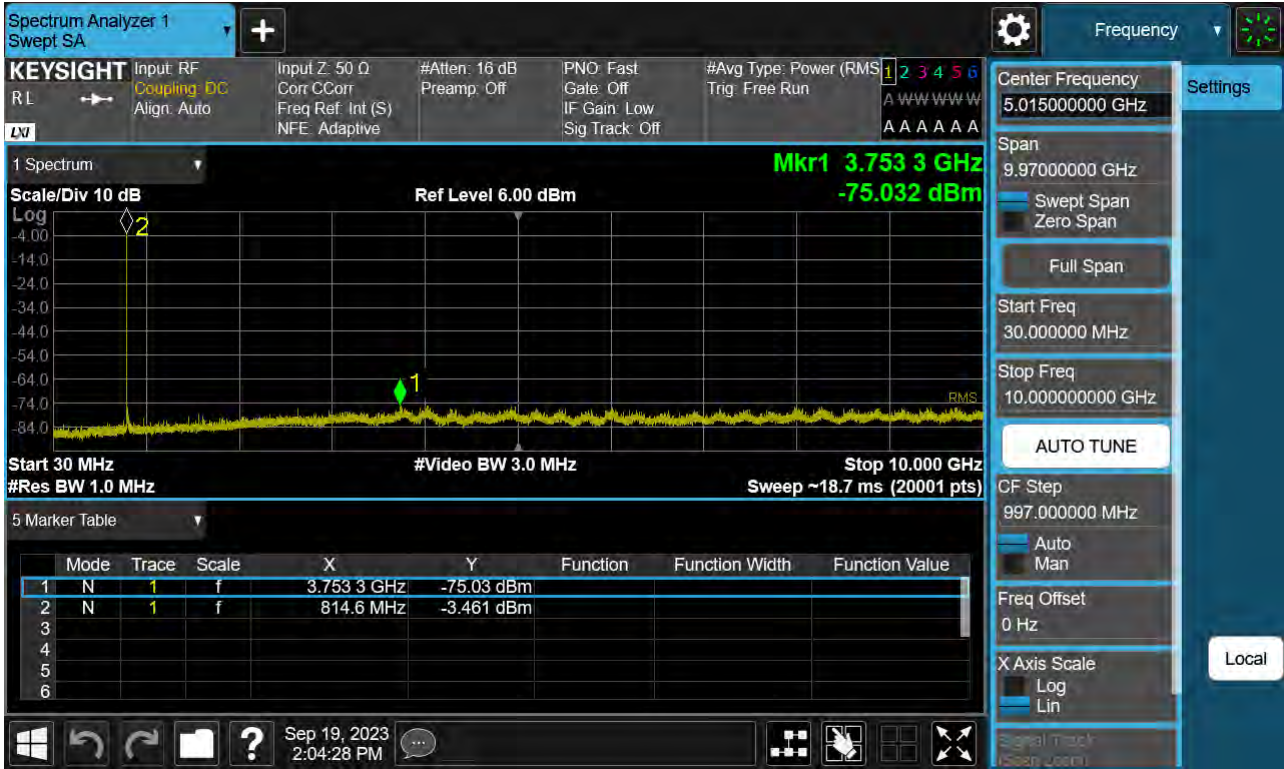 Spectrum Analyzer 1
Swept SA
+
Frequency
KEYSIGHT
RL
LXI
Input: RF
Coupling: DC
Align: Auto
Input Z: 50 Ω
Corr CCorr
Freq Ref: Int (S)
NFE: Adaptive
#Atten: 16 dB
Preamp: Off
PNO: Fast
Gate: Off
IF Gain: Low
Sig Track: Off
#Avg Type: Power (RMS
Trig: Free Run
1 2 3 4 5 6
A W W W W W
A A A A A A
Center Frequency
5.015000000 GHz
Settings
Span
9.97000000 GHz
Swept Span
Zero Span
Full Span
Start Freq
30.000000 MHz
Stop Freq
10.000000000 GHz
AUTO TUNE
CF Step
997.000000 MHz
Auto
Man
Freq Offset
0 Hz
X Axis Scale
Log
Lin
Local
1 Spectrum
Mkr1 3.753 3 GHz
-75.032 dBm
Scale/Div 10 dB
Ref Level 6.00 dBm
Log
2
-4.00
-14.0
-24.0
-34.0
-44.0
-54.0
-64.0
1
-74.0
RMS
-84.0
Start 30 MHz
#Video BW 3.0 MHz
Stop 10.000 GHz
#Res BW 1.0 MHz
Sweep ~18.7 ms (20001 pts)
5 Marker Table
Mode Trace Scale X Y Function Function Width Function Value
1 N 1 f 3.753 3 GHz -75.03 dBm
2 N 1 f 814.6 MHz -3.461 dBm
3
4
5
6
?
Sep 19, 2023
2:04:28 PM